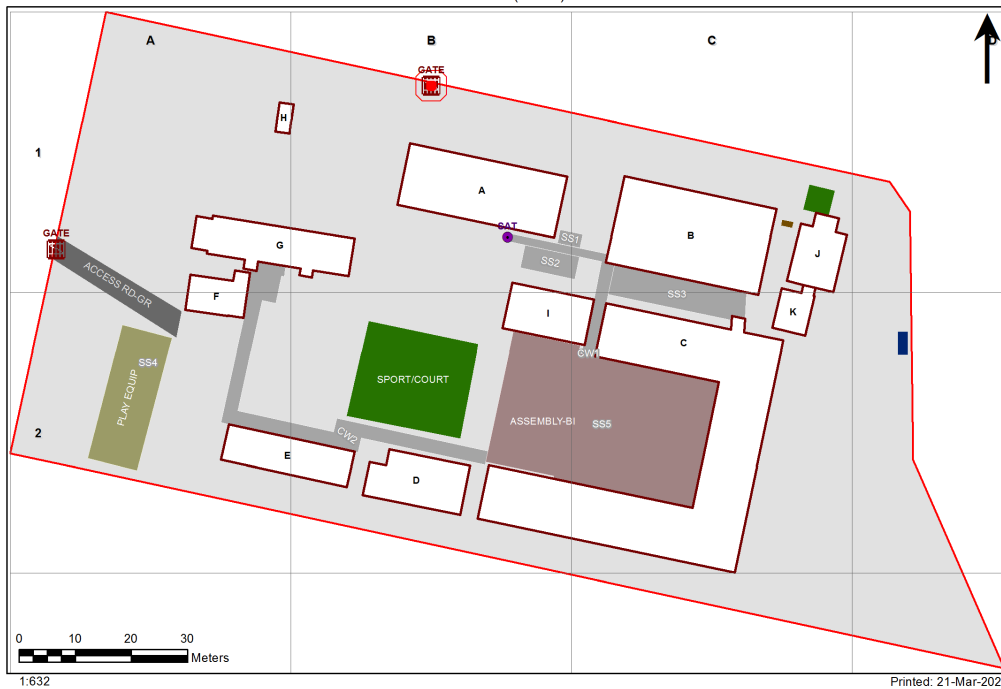 A
B
C
D
GATE
H
1
A
GATE
SAT
SS1
B
G
SS2
J
ACCESS RD-GR
SS3
F
I
K
C
CW1
SS4
SPORT/COURT
PLAY EQUIP
ASSEMBLY-BI
SS5
2
CW2
E
D
0 10 20 30
Meters
1:632
Printed: 21-Mar-202